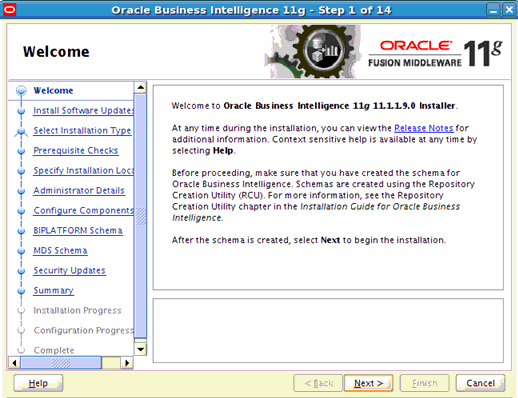 Oracle Business Intelligence 11g - Step 1 of 14
Welcome
ORACLE
FUSION MIDDLEWARE 11g
Welcome
Install Software Updates
Select Installation Type
Prerequisite Checks
Specify Installation Loca
Administrator Details
Configure Components
BIPLATFORM Schema
MDS Schema
Security Updates
Summary
Installation Progress
Configuration Progress
Complete
Welcome to Oracle Business Intelligence 11g 11.1.1.9.0 Installer.
At any time during the installation, you can view the Release Notes for
additional information. Context sensitive help is available at any time by
selecting Help.
Before proceeding, make sure that you have created the schema for
Oracle Business Intelligence. Schemas are created using the Repository
Creation Utility (RCU). For more information, see the Repository
Creation Utility chapter in the Installation Guide for Oracle Business
Intelligence.
After the schema is created, select Next to begin the installation.
Help
< Back
Next >
Finish
Cancel